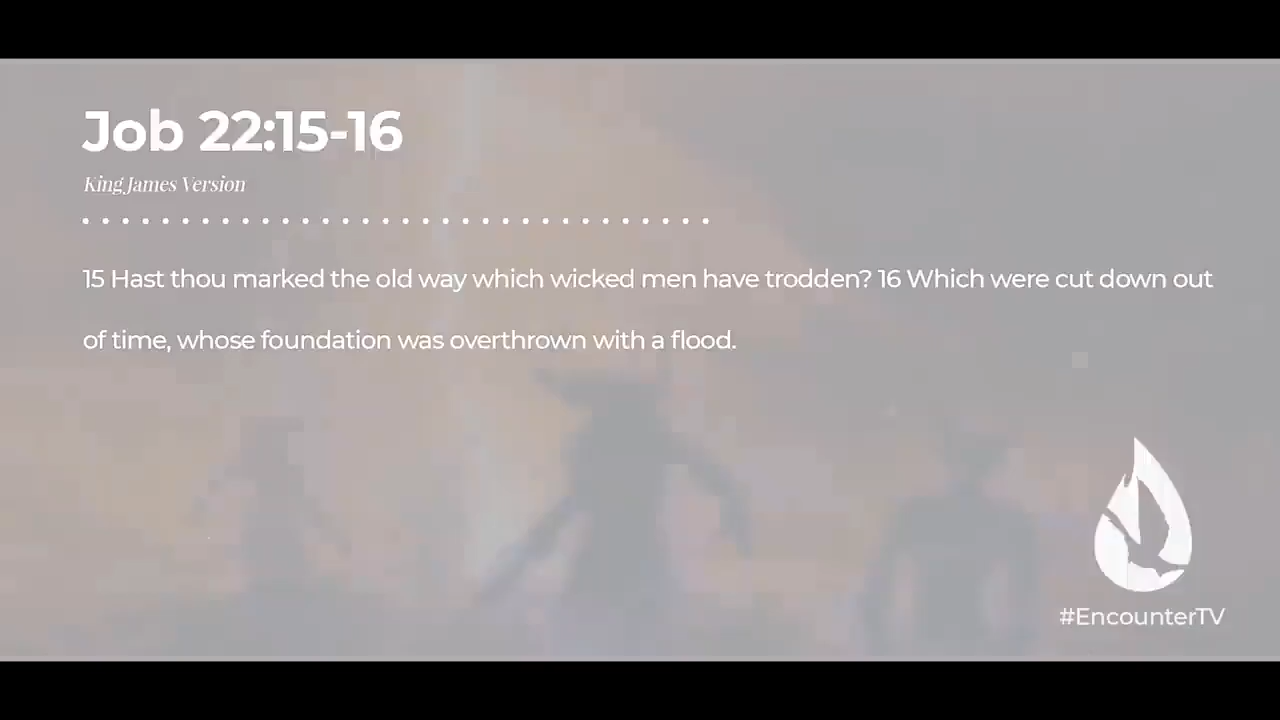 Job 22:15-16
King James Version
15 Hast thou marked the old way which wicked men have trodden? 16 Which were cut down out
of time, whose foundation was overthrown with a flood.
#EncounterTV